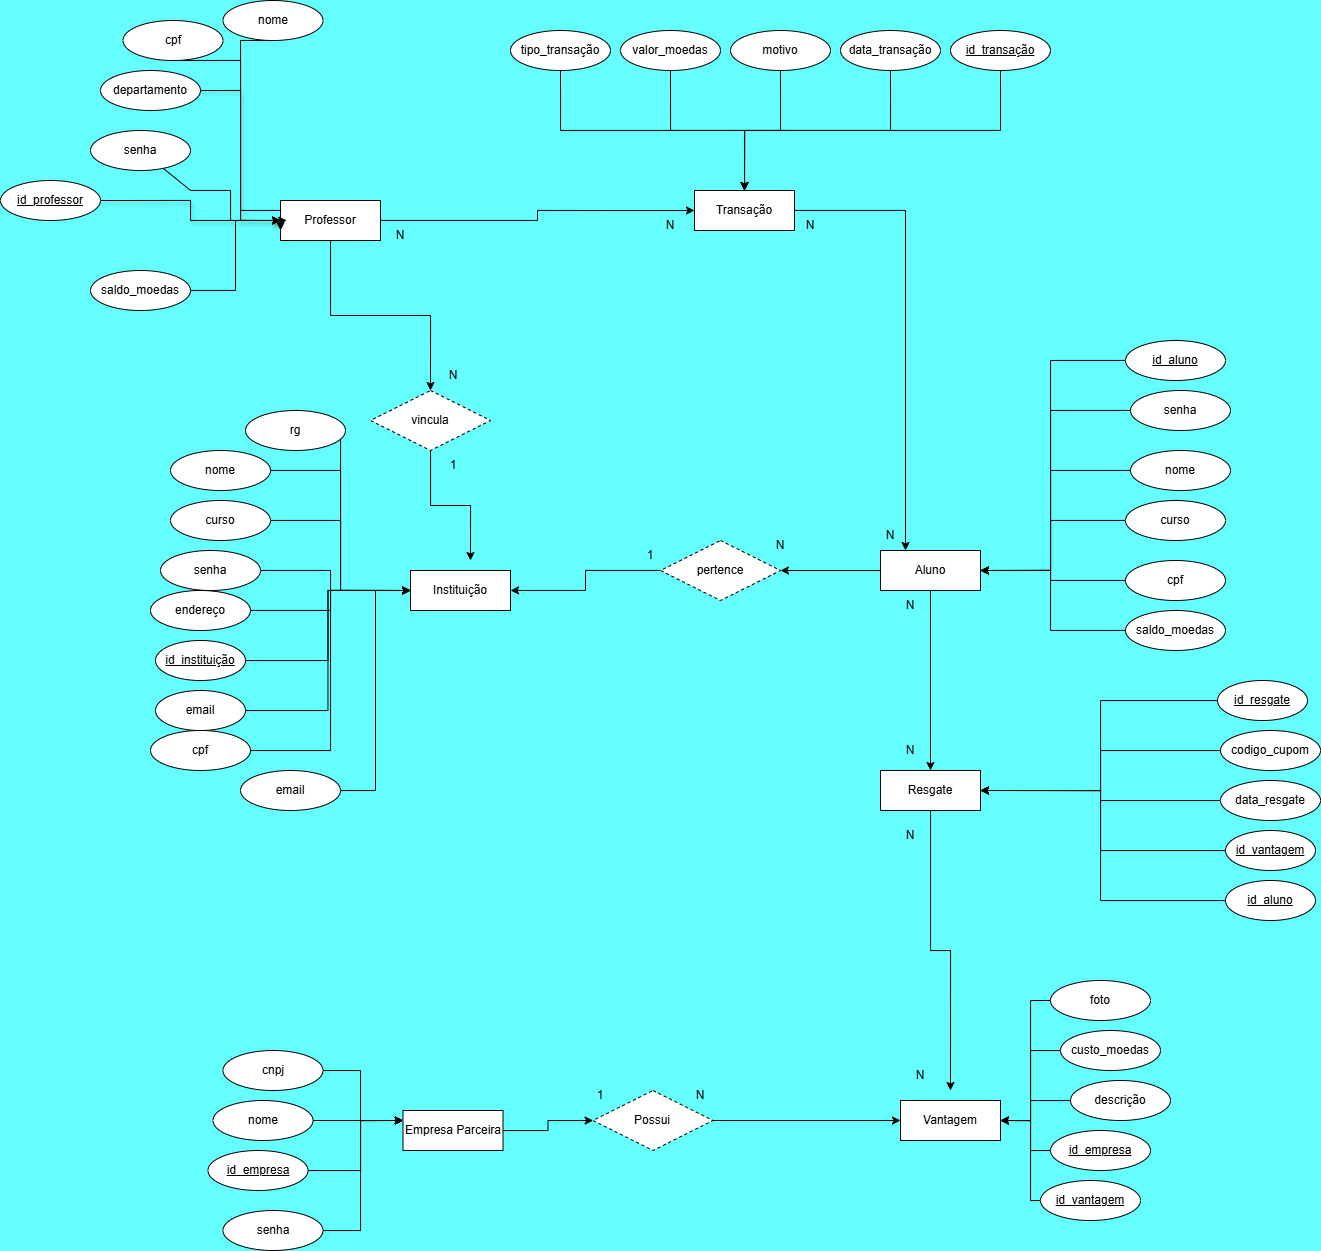 nome
cpf
tipo_transação
valor_moedas
motivo
data_transação
id_transação
departamento
senha
id_professor
Professor
Transação
N
N
N
saldo_moedas
id_aluno
N
senha
vincula
rg
1
nome
nome
curso
curso
N
1
N
senha
pertence
Aluno
cpf
Instituição
endereço
N
saldo_moedas
id_instituição
email
id_resgate
cpf
N
codigo_cupom
email
Resgate
data_resgate
N
id_vantagem
id_aluno
foto
custo_moedas
cnpj
N
1
N
descrição
nome
Empresa Parceira
Possui
Vantagem
id_empresa
id_empresa
id_vantagem
senha